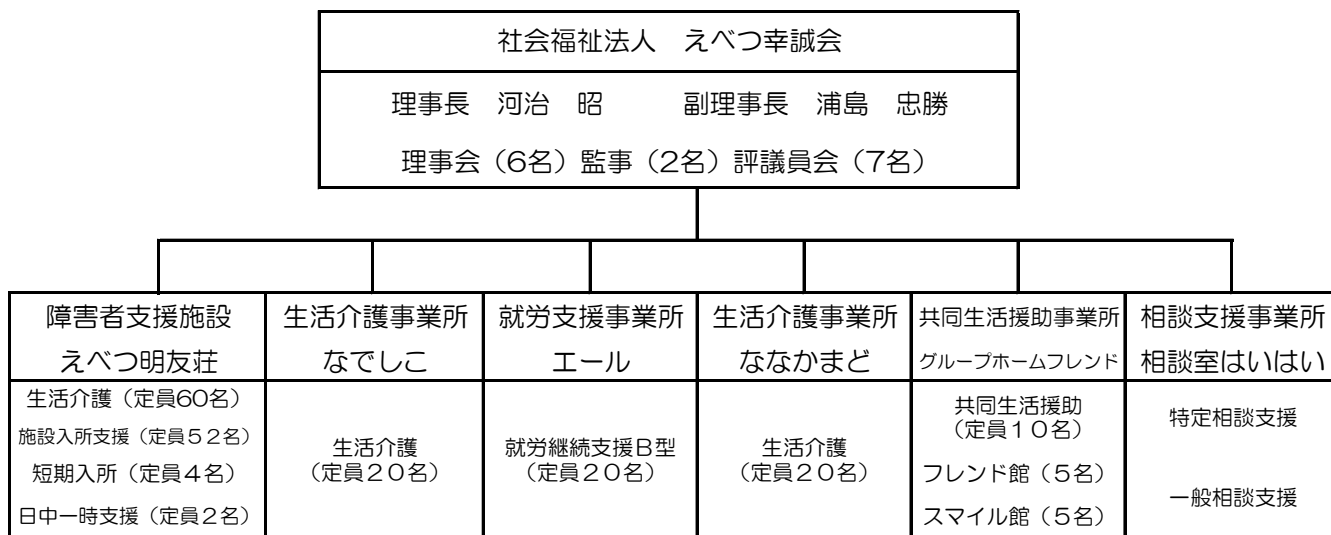 社会福祉法人　えべつ幸誠会
理事長　河治　昭　　　副理事長　浦島　忠勝
理事会（6名）監事（2名）評議員会（7名）
障害者支援施設
えべつ明友荘
生活介護（定員60名）
施設入所支援（定員５２名）
短期入所（定員４名）
日中一時支援（定員２名）
生活介護事業所
なでしこ
生活介護
（定員２０名）
就労支援事業所
エール
就労継続支援Ｂ型
（定員２０名）
生活介護事業所
ななかまど
生活介護
（定員２０名）
共同生活援助事業所
グループホームフレンド
共同生活援助
（定員１０名）
フレンド館（５名）
スマイル館（５名）
相談支援事業所
相談室はいはい
特定相談支援
一般相談支援